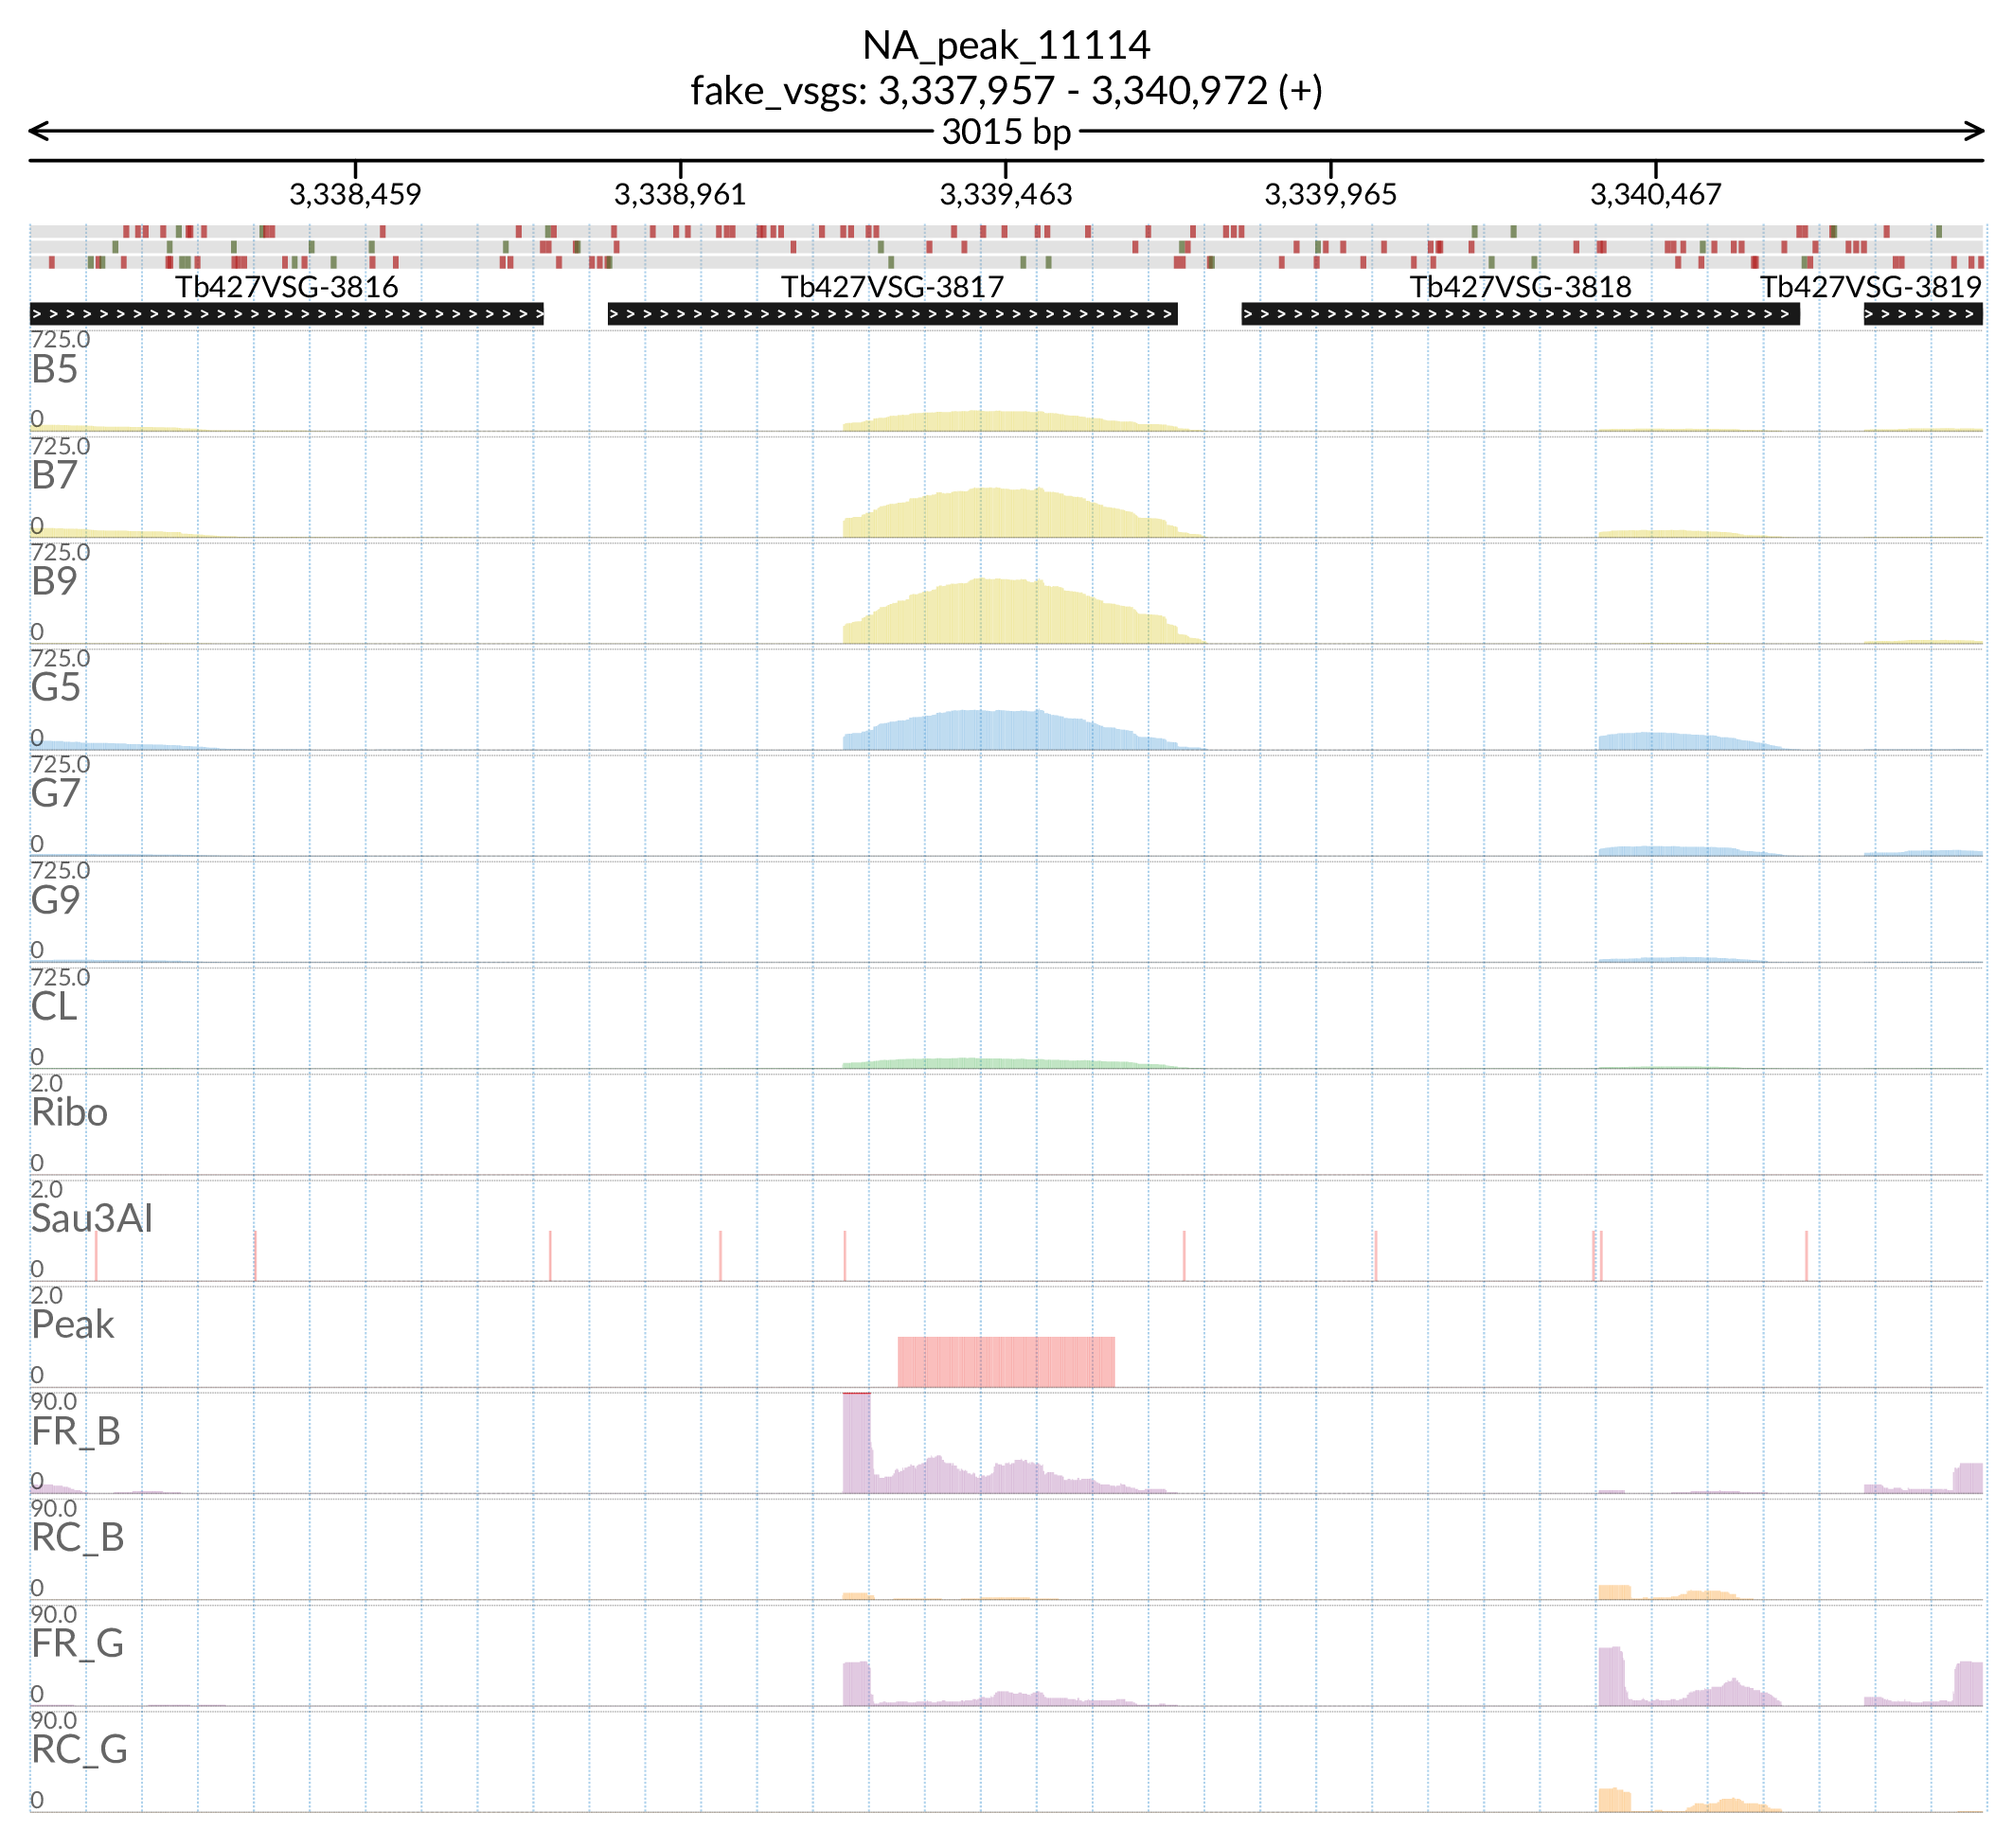 NA_peak_11114
fake_vsgs: 3,337,957 - 3,340,972 (+)
3015 bp
3,338,459 3,338,961 3,339,463 3,339,965 3,340,467
Tb427VSG-3816 Tb427VSG-3817 Tb427VSG-3818 Tb427VSG-3819
725.0
B5
0
725.0
B7
0
725.0
B9
0
725.0
G5
0
725.0
G7
0
725.0
G9
0
725.0
CL
0
2.0
Ribo
0
2.0
Sau3AI
0
2.0
Peak
0
90.0
FR_B
0
90.0
RC_B
0
90.0
FR_G
0
90.0
RC_G
0